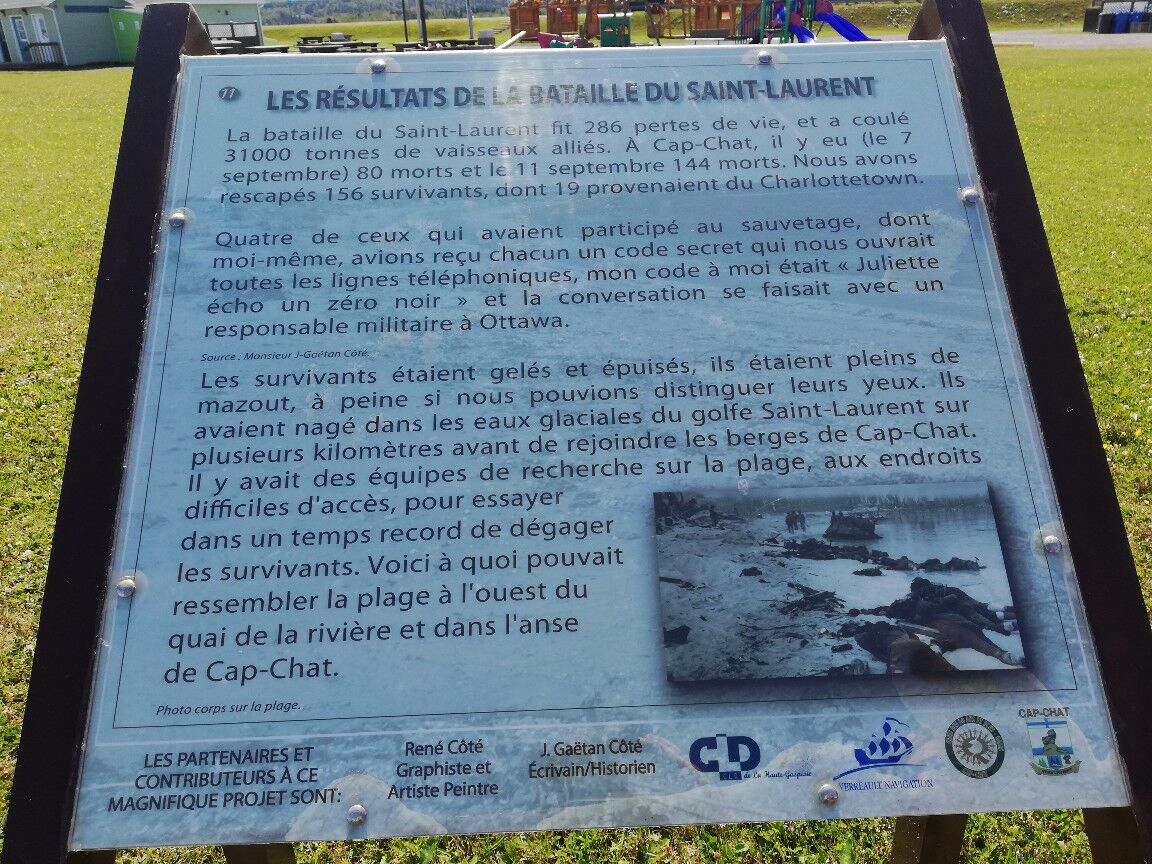 11 LES RÉSULTATS DE LA BATAILLE DU SAINT-LAURENT
La bataille du Saint-Laurent fit 286 pertes de vie, et a coulé
31000 tonnes de vaisseaux alliés. À Cap-Chat, il y eu (le 7
septembre) 80 morts et le 11 septembre 144 morts. Nous avons
rescapés 156 survivants, dont 19 provenaient du Charlottetown.
Quatre de ceux qui avaient participé au sauvetage, dont
moi-même, avions reçu chacun un code secret qui nous ouvrait
toutes les lignes téléphoniques, mon code à moi était « Juliette
écho un zéro noir » et la conversation se faisait avec un
responsable militaire à Ottawa.
Source : Monsieur J-Gaétan Côté.
Les survivants étaient gelés et épuisés, ils étaient pleins de
mazout, à peine si nous pouvions distinguer leurs yeux. Ils
avaient nagé dans les eaux glaciales du golfe Saint-Laurent sur
plusieurs kilomètres avant de rejoindre les berges de Cap-Chat.
Il y avait des équipes de recherche sur la plage, aux endroits
difficiles d'accès, pour essayer
dans un temps record de dégager
les survivants. Voici à quoi pouvait
ressembler la plage à l'ouest du
quai de la rivière et dans l'anse
de Cap-Chat.
Photo corps sur la plage.
LES PARTENAIRES ET
CONTRIBUTEURS À CE
MAGNIFIQUE PROJET SONT:
René Côté
Graphiste et
Artiste Peintre
J. Gaëtan Côté
Écrivain/Historien
CLD
CLD de La Haute-Gaspésie
VERREAULT NAVIGATION
CAP-CHAT